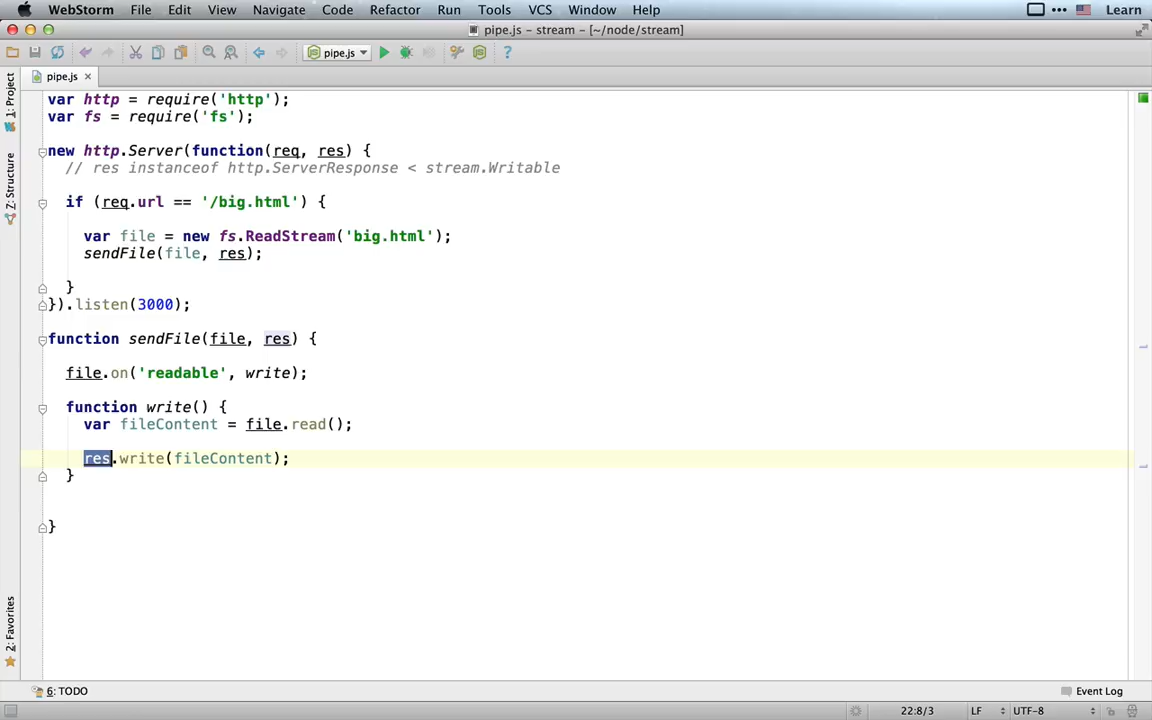 WebStorm File Edit View Navigate Code Refactor Run Tools VCS Window Help Learn
pipe.js – stream – [~/node/stream]
pipe.js
1: Project
pipe.js
var http = require('http');
var fs = require('fs');
new http.Server(function(req, res) {
// res instanceof http.ServerResponse < stream.Writable
Z: Structure
if (req.url == '/big.html') {
var file = new fs.ReadStream('big.html');
sendFile(file, res);
}
}).listen(3000);
function sendFile(file, res) {
file.on('readable', write);
function write() {
var fileContent = file.read();
res.write(fileContent);
}
}
2: Favorites
6: TODO Event Log
22:8/3 LF UTF-8